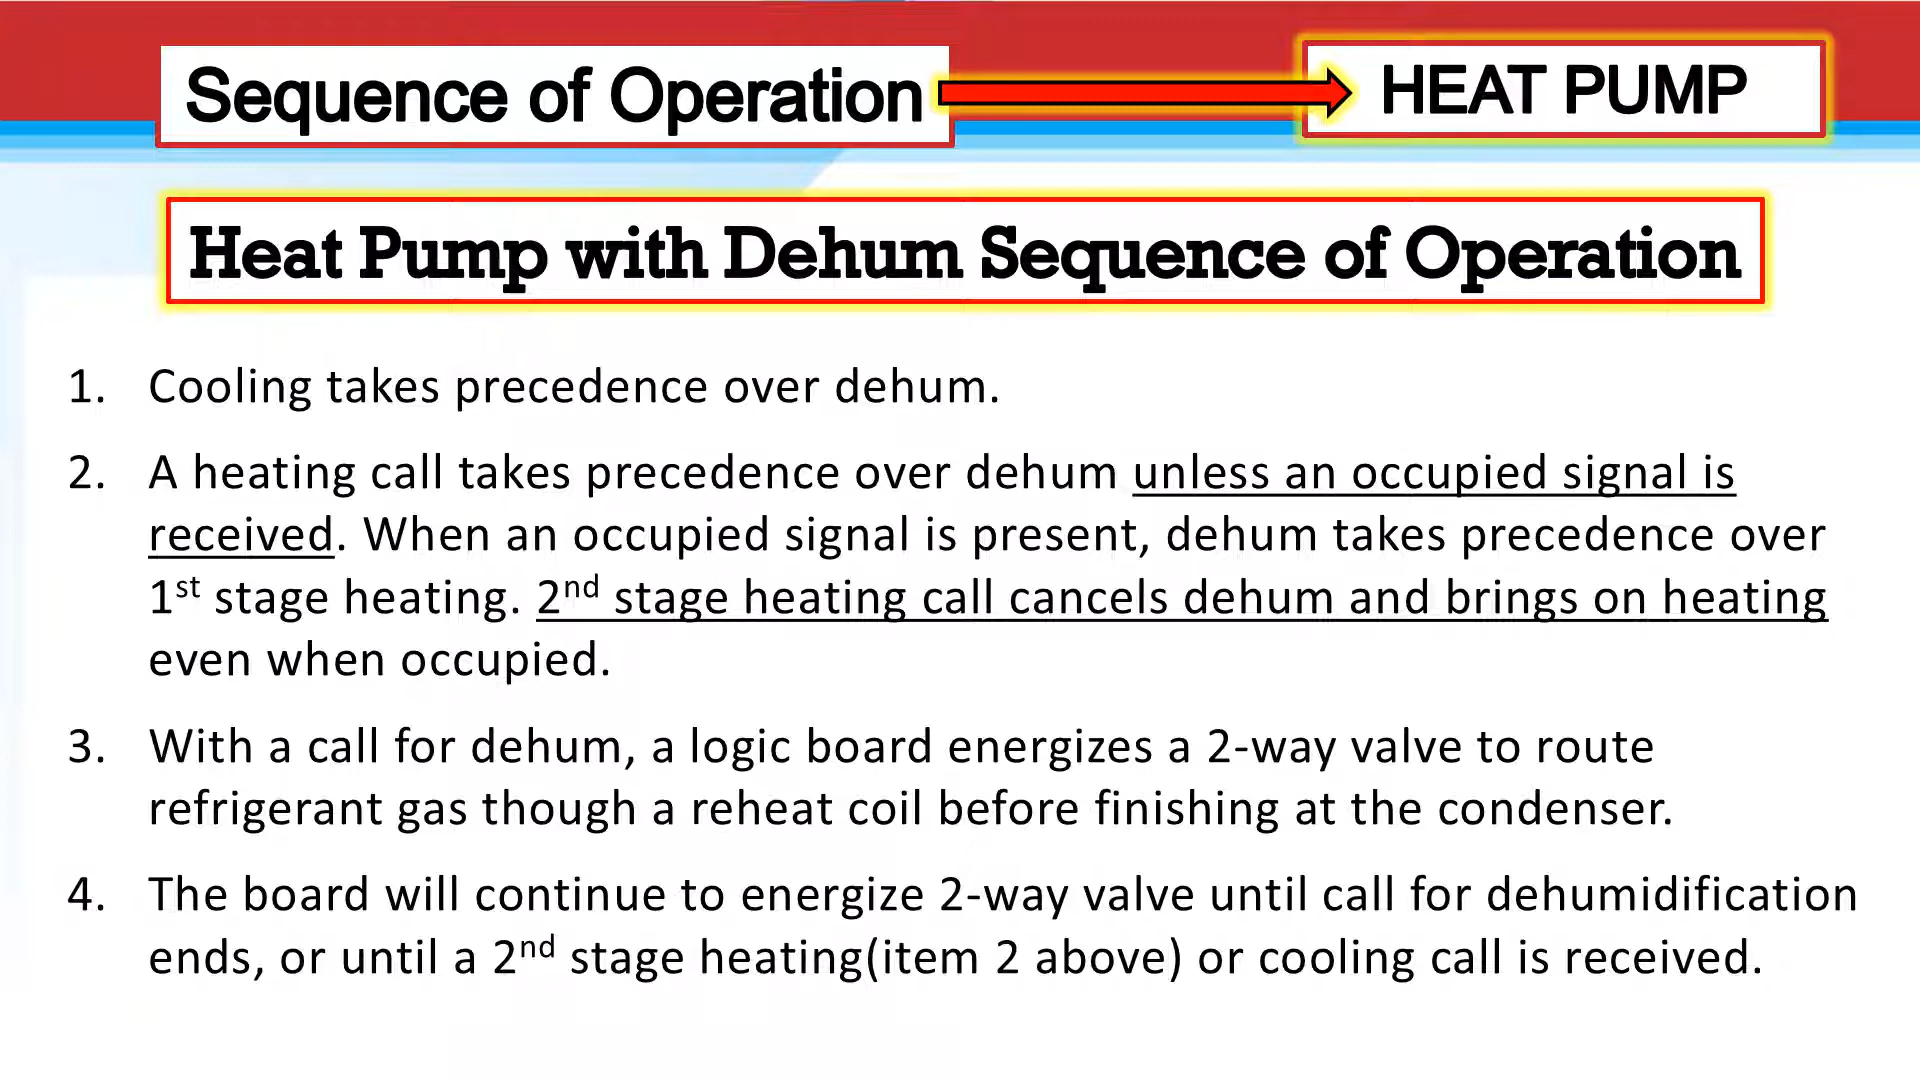 Sequence of Operation
HEAT PUMP
Heat Pump with Dehum Sequence of Operation
1. Cooling takes precedence over dehum.
2. A heating call takes precedence over dehum unless an occupied signal is
received. When an occupied signal is present, dehum takes precedence over
1st stage heating. 2nd stage heating call cancels dehum and brings on heating
even when occupied.
3. With a call for dehum, a logic board energizes a 2-way valve to route
refrigerant gas though a reheat coil before finishing at the condenser.
4. The board will continue to energize 2-way valve until call for dehumidification
ends, or until a 2nd stage heating(item 2 above) or cooling call is received.